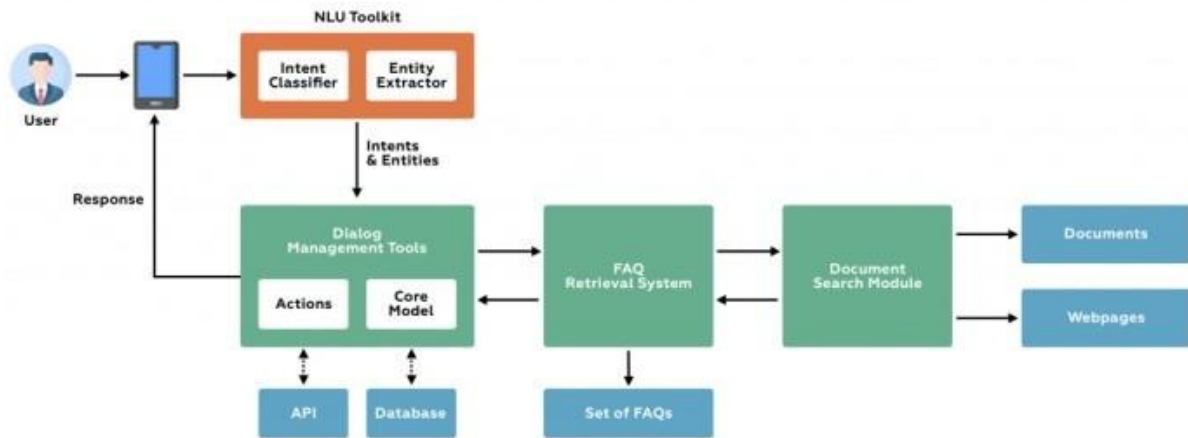 NLU Toolkit
Intent
Classifier
Entity
Extractor
User
Intents
& Entities
Response
Dialog
Management Tools
Actions
Core
Model
FAQ
Retrieval System
Document
Search Module
Documents
Webpages
API
Database
Set of FAQs